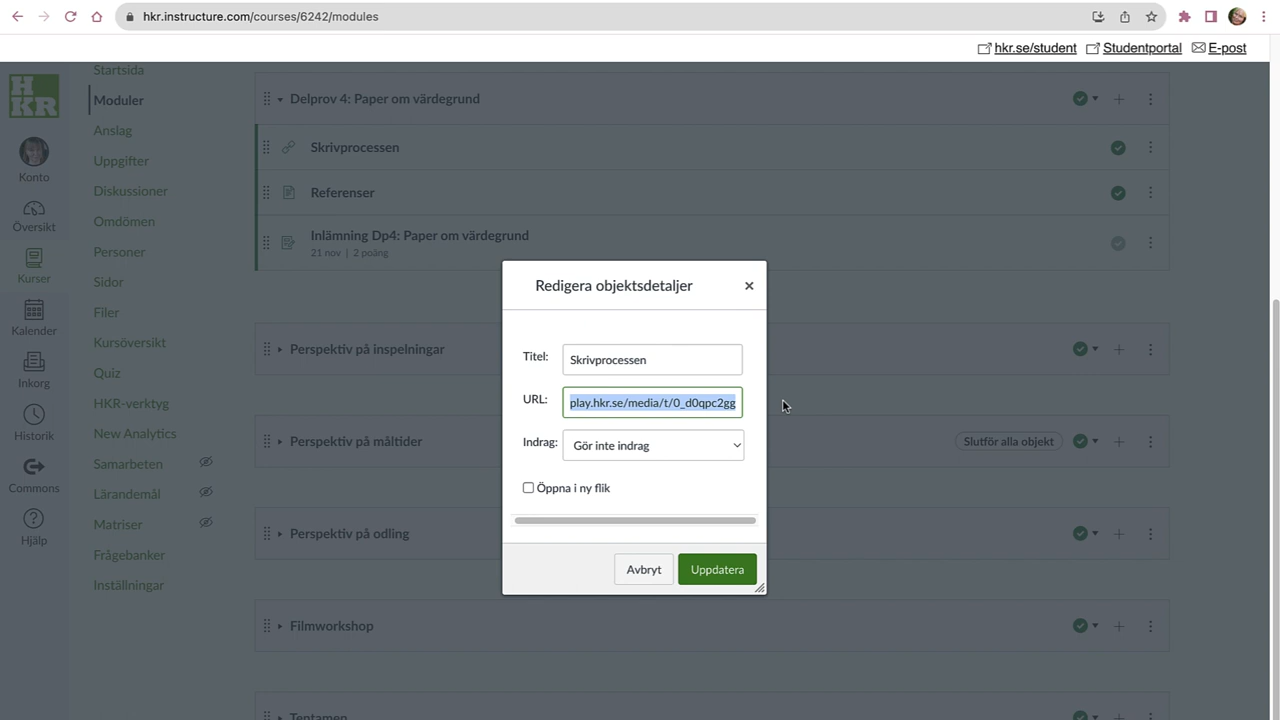 hkr.instructure.com/courses/6242/modules
hkr.se/student
Studentportal
E-post
HKR
Konto
Översikt
Kurser
Kalender
Inkorg
Historik
Commons
Hjälp
Startsida
Moduler
Anslag
Uppgifter
Diskussioner
Omdömen
Personer
Sidor
Filer
Kursöversikt
Quiz
HKR-verktyg
New Analytics
Samarbeten
Lärandemål
Matriser
Frågebanker
Inställningar
Delprov 4: Paper om värdegrund
Skrivprocessen
Referenser
Inlämning Dp4: Paper om värdegrund
21 nov | 2 poäng
Perspektiv på inspelningar
Perspektiv på måltider
Slutför alla objekt
Perspektiv på odling
Filmworkshop
Tentamen
Redigera objektsdetaljer
Titel:
Skrivprocessen
URL:
play.hkr.se/media/t/0_d0qpc2gg
Indrag:
Gör inte indrag
Öppna i ny flik
Avbryt
Uppdatera